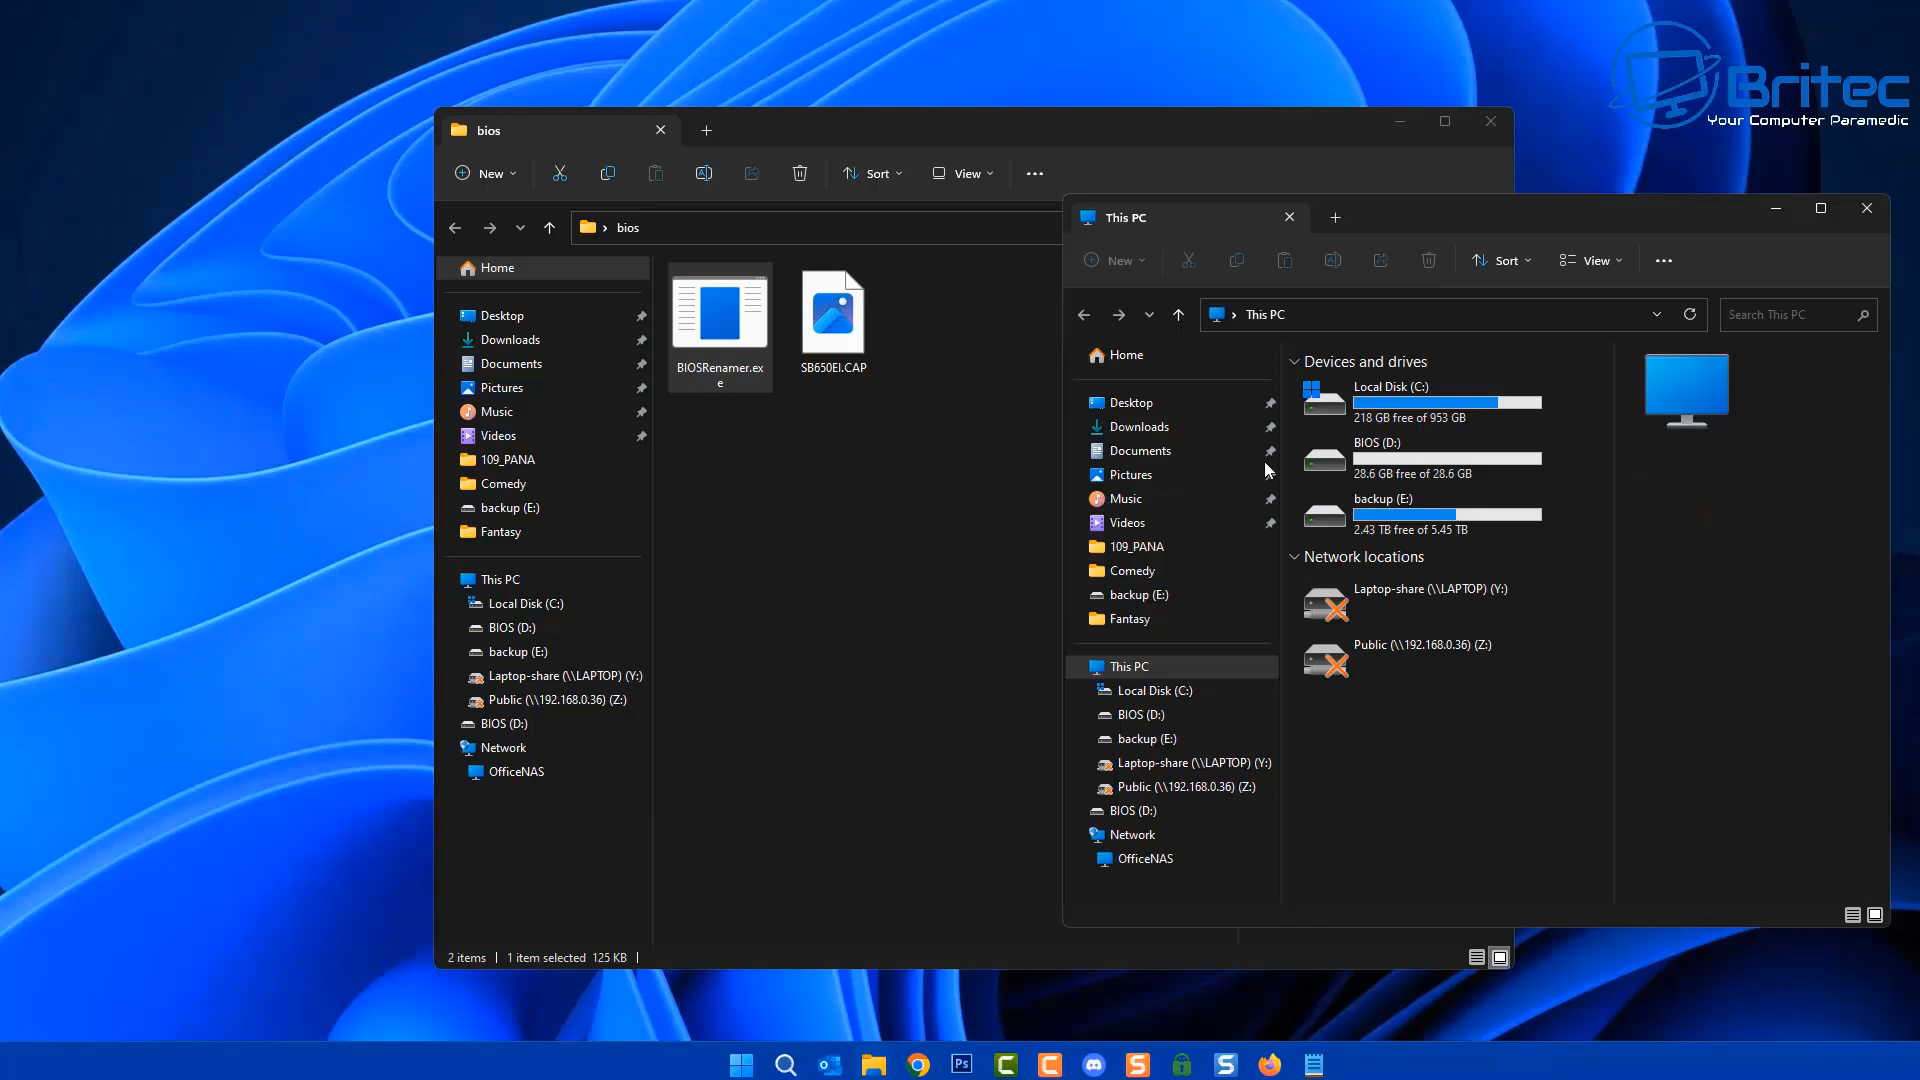 Britec
Your Computer Paramedic
bios
New
Sort
View
bios
Home
Desktop
Downloads
Documents
Pictures
Music
Videos
109_PANA
Comedy
backup (E:)
Fantasy
This PC
Local Disk (C:)
BIOS (D:)
backup (E:)
Laptop-share (\\LAPTOP) (Y:)
Public (\\192.168.0.36) (Z:)
BIOS (D:)
Network
OfficeNAS
BIOSRenamer.ex
e
SB650EI.CAP
2 items
1 item selected 125 KB
This PC
New
Sort
View
This PC
Search This PC
Home
Desktop
Downloads
Documents
Pictures
Music
Videos
109_PANA
Comedy
backup (E:)
Fantasy
This PC
Local Disk (C:)
BIOS (D:)
backup (E:)
Laptop-share (\\LAPTOP) (Y:)
Public (\\192.168.0.36) (Z:)
BIOS (D:)
Network
OfficeNAS
Devices and drives
Local Disk (C:)
218 GB free of 953 GB
BIOS (D:)
28.6 GB free of 28.6 GB
backup (E:)
2.43 TB free of 5.45 TB
Network locations
Laptop-share (\\LAPTOP) (Y:)
Public (\\192.168.0.36) (Z:)
Ps